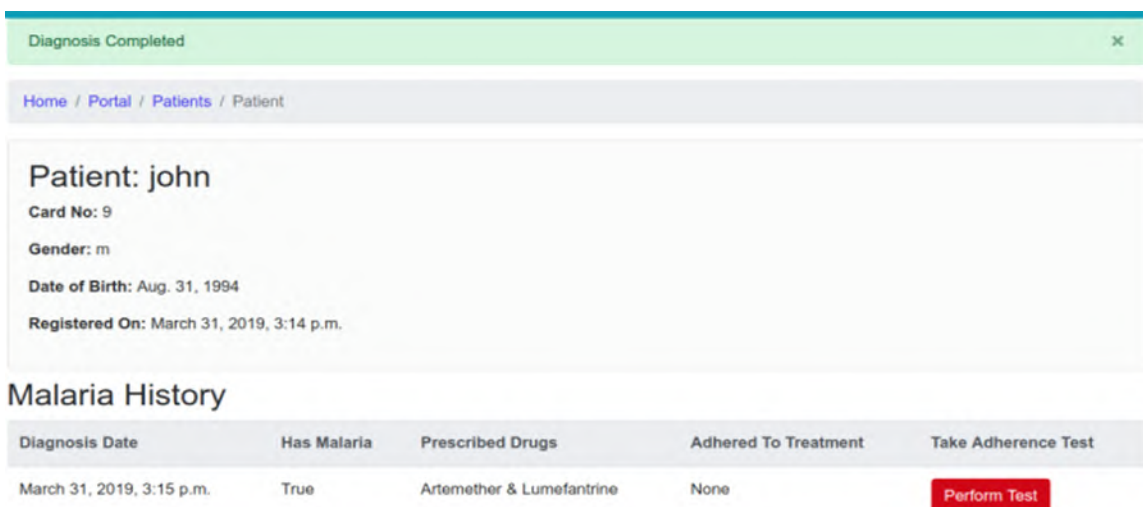 Diagnosis Completed ×
Home / Portal / Patients / Patient
Patient: john
Card No: 9
Gender: m
Date of Birth: Aug. 31, 1994
Registered On: March 31, 2019, 3:14 p.m.
Malaria History
Diagnosis Date Has Malaria Prescribed Drugs Adhered To Treatment Take Adherence Test
March 31, 2019, 3:15 p.m. True Artemether & Lumefantrine None Perform Test